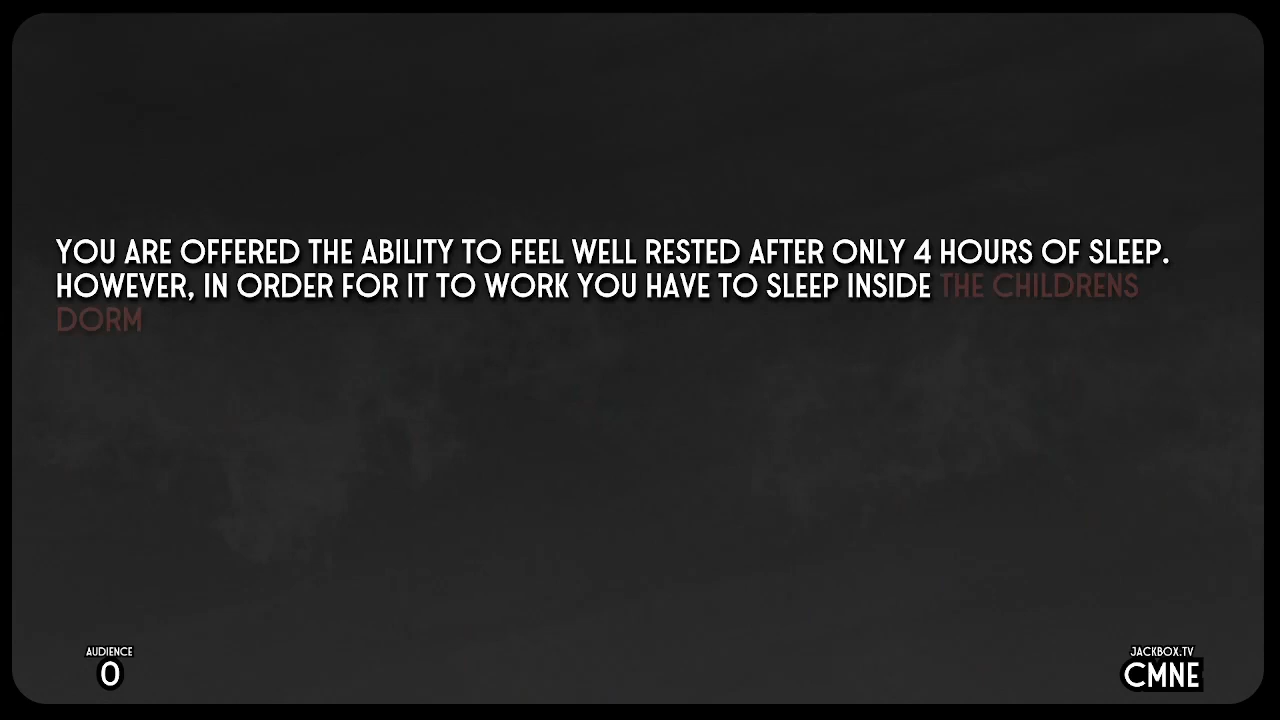 YOU ARE OFFERED THE ABILITY TO FEEL WELL RESTED AFTER ONLY 4 HOURS OF SLEEP.
HOWEVER, IN ORDER FOR IT TO WORK YOU HAVE TO SLEEP INSIDE THE CHILDRENS
DORM
AUDIENCE
0
JACKBOX.TV
CMNE